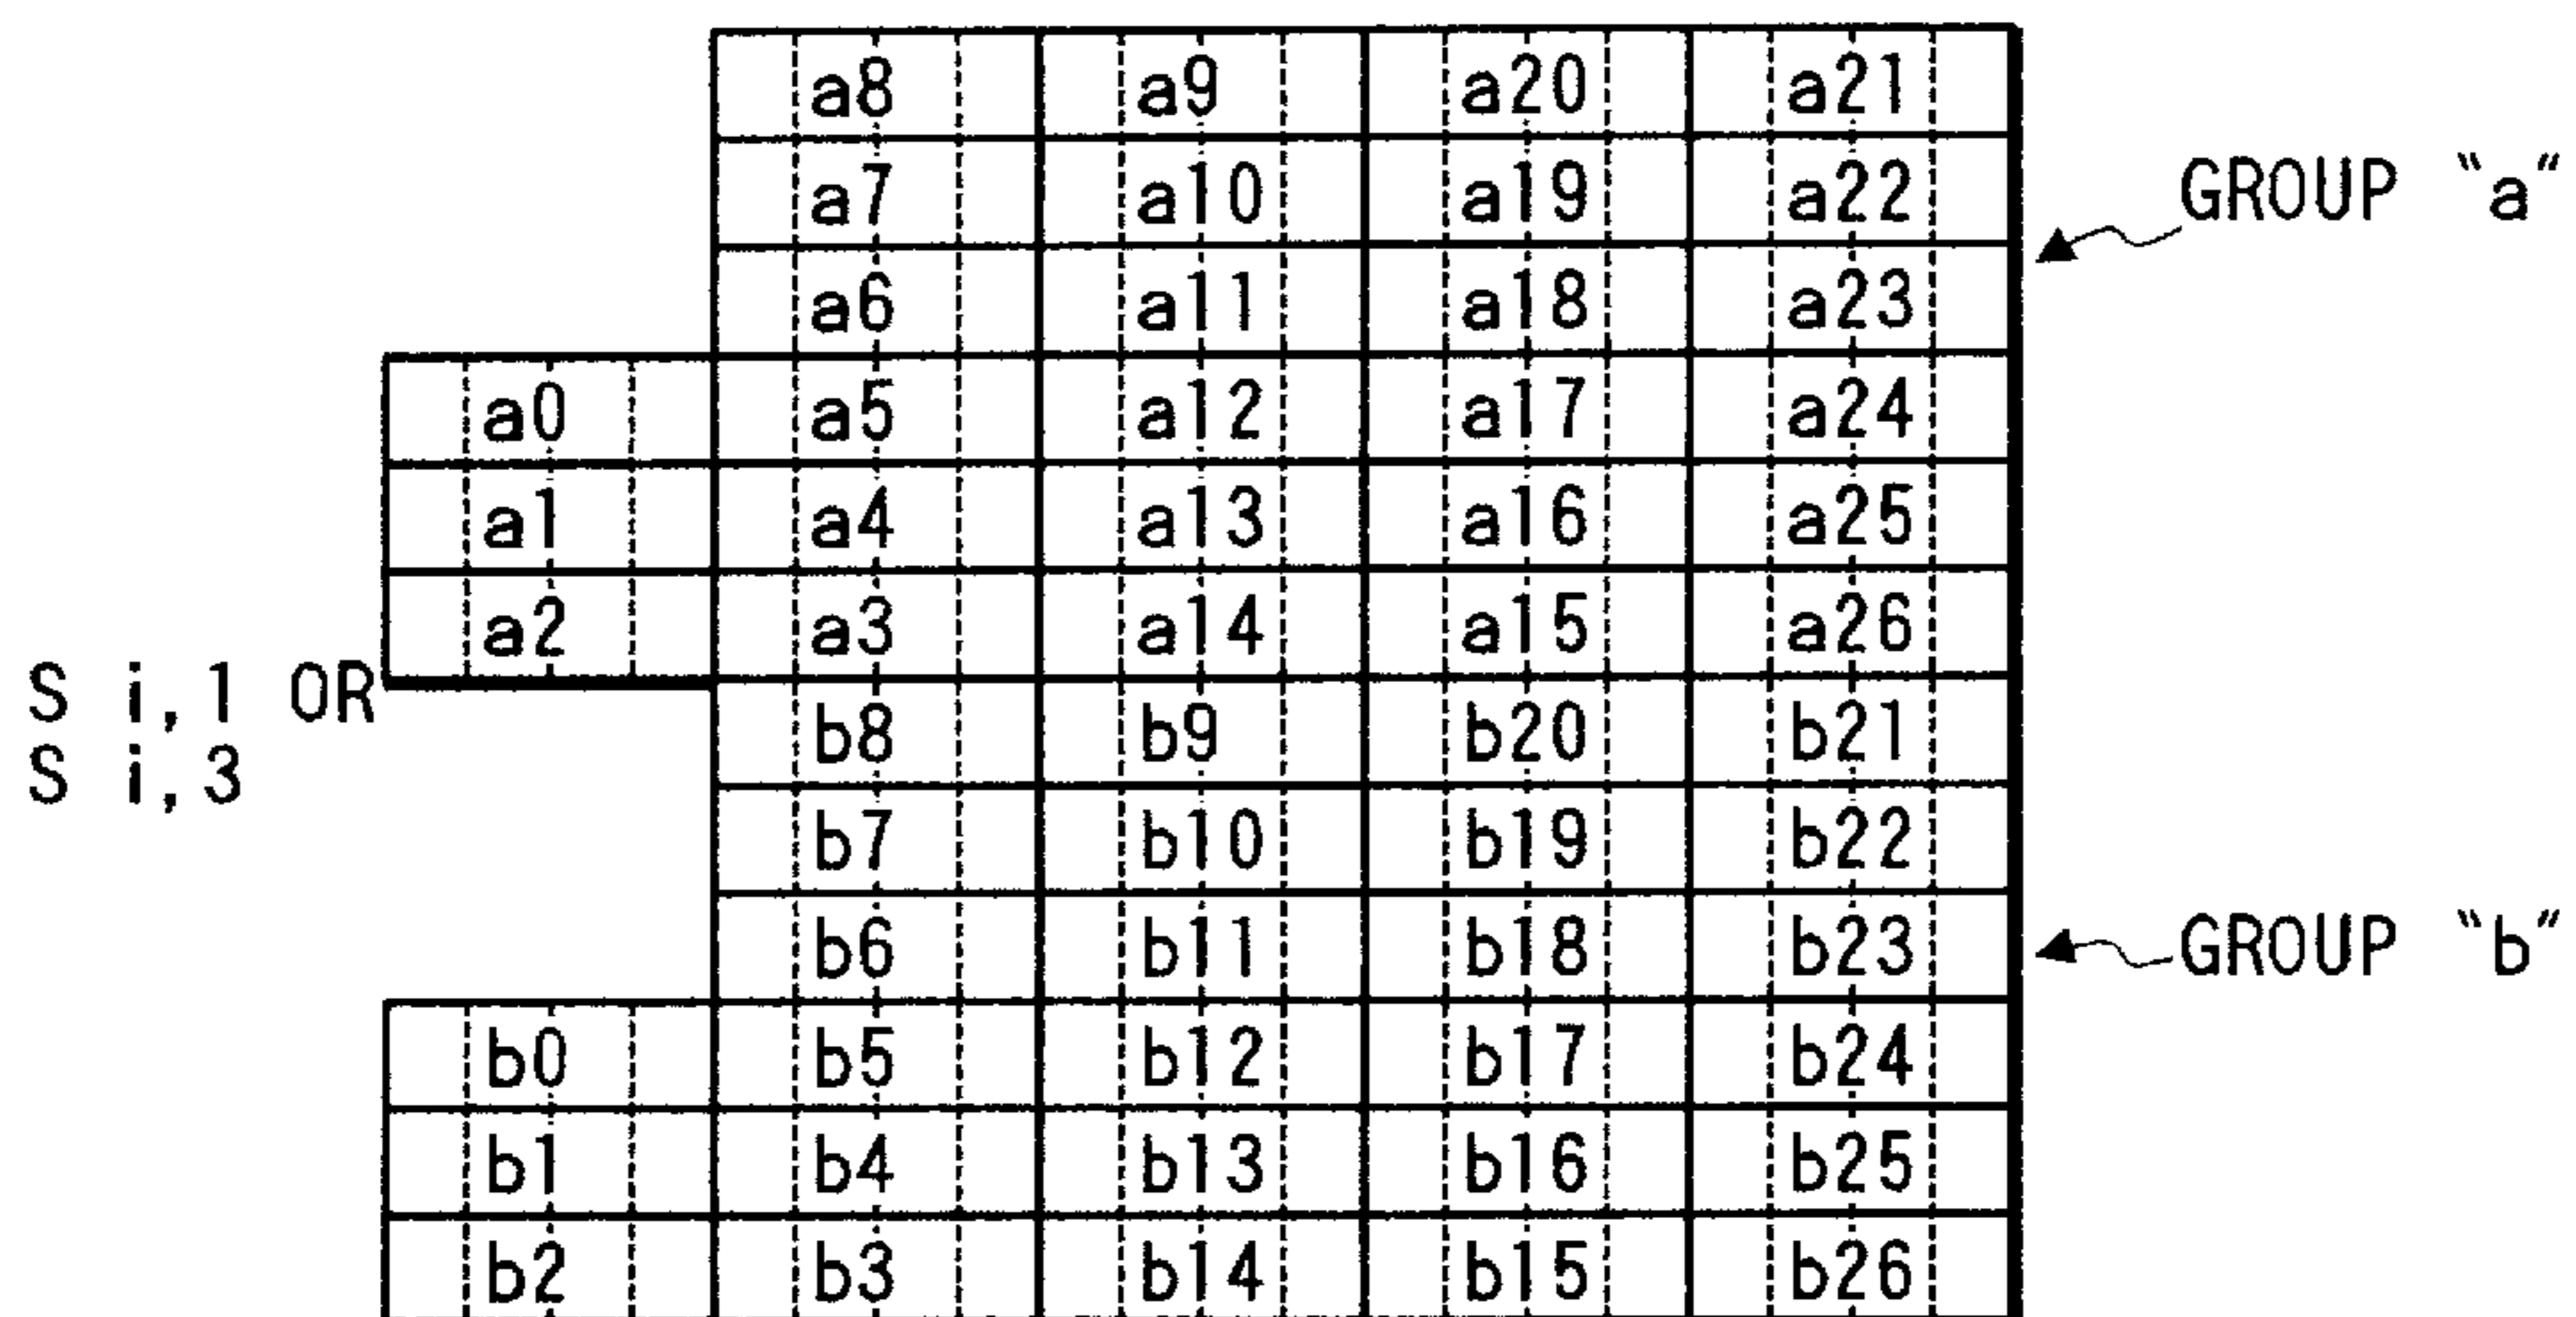 a8 a9 a20 a21
a7 a10 a19 a22 GROUP "a"
a6 a11 a18 a23
a0 a5 a12 a17 a24
a1 a4 a13 a16 a25
a2 a3 a14 a15 a26
S i,1 OR b8 b9 b20 b21
S i,3
b7 b10 b19 b22
b6 b11 b18 b23 GROUP "b"
b0 b5 b12 b17 b24
b1 b4 b13 b16 b25
b2 b3 b14 b15 b26